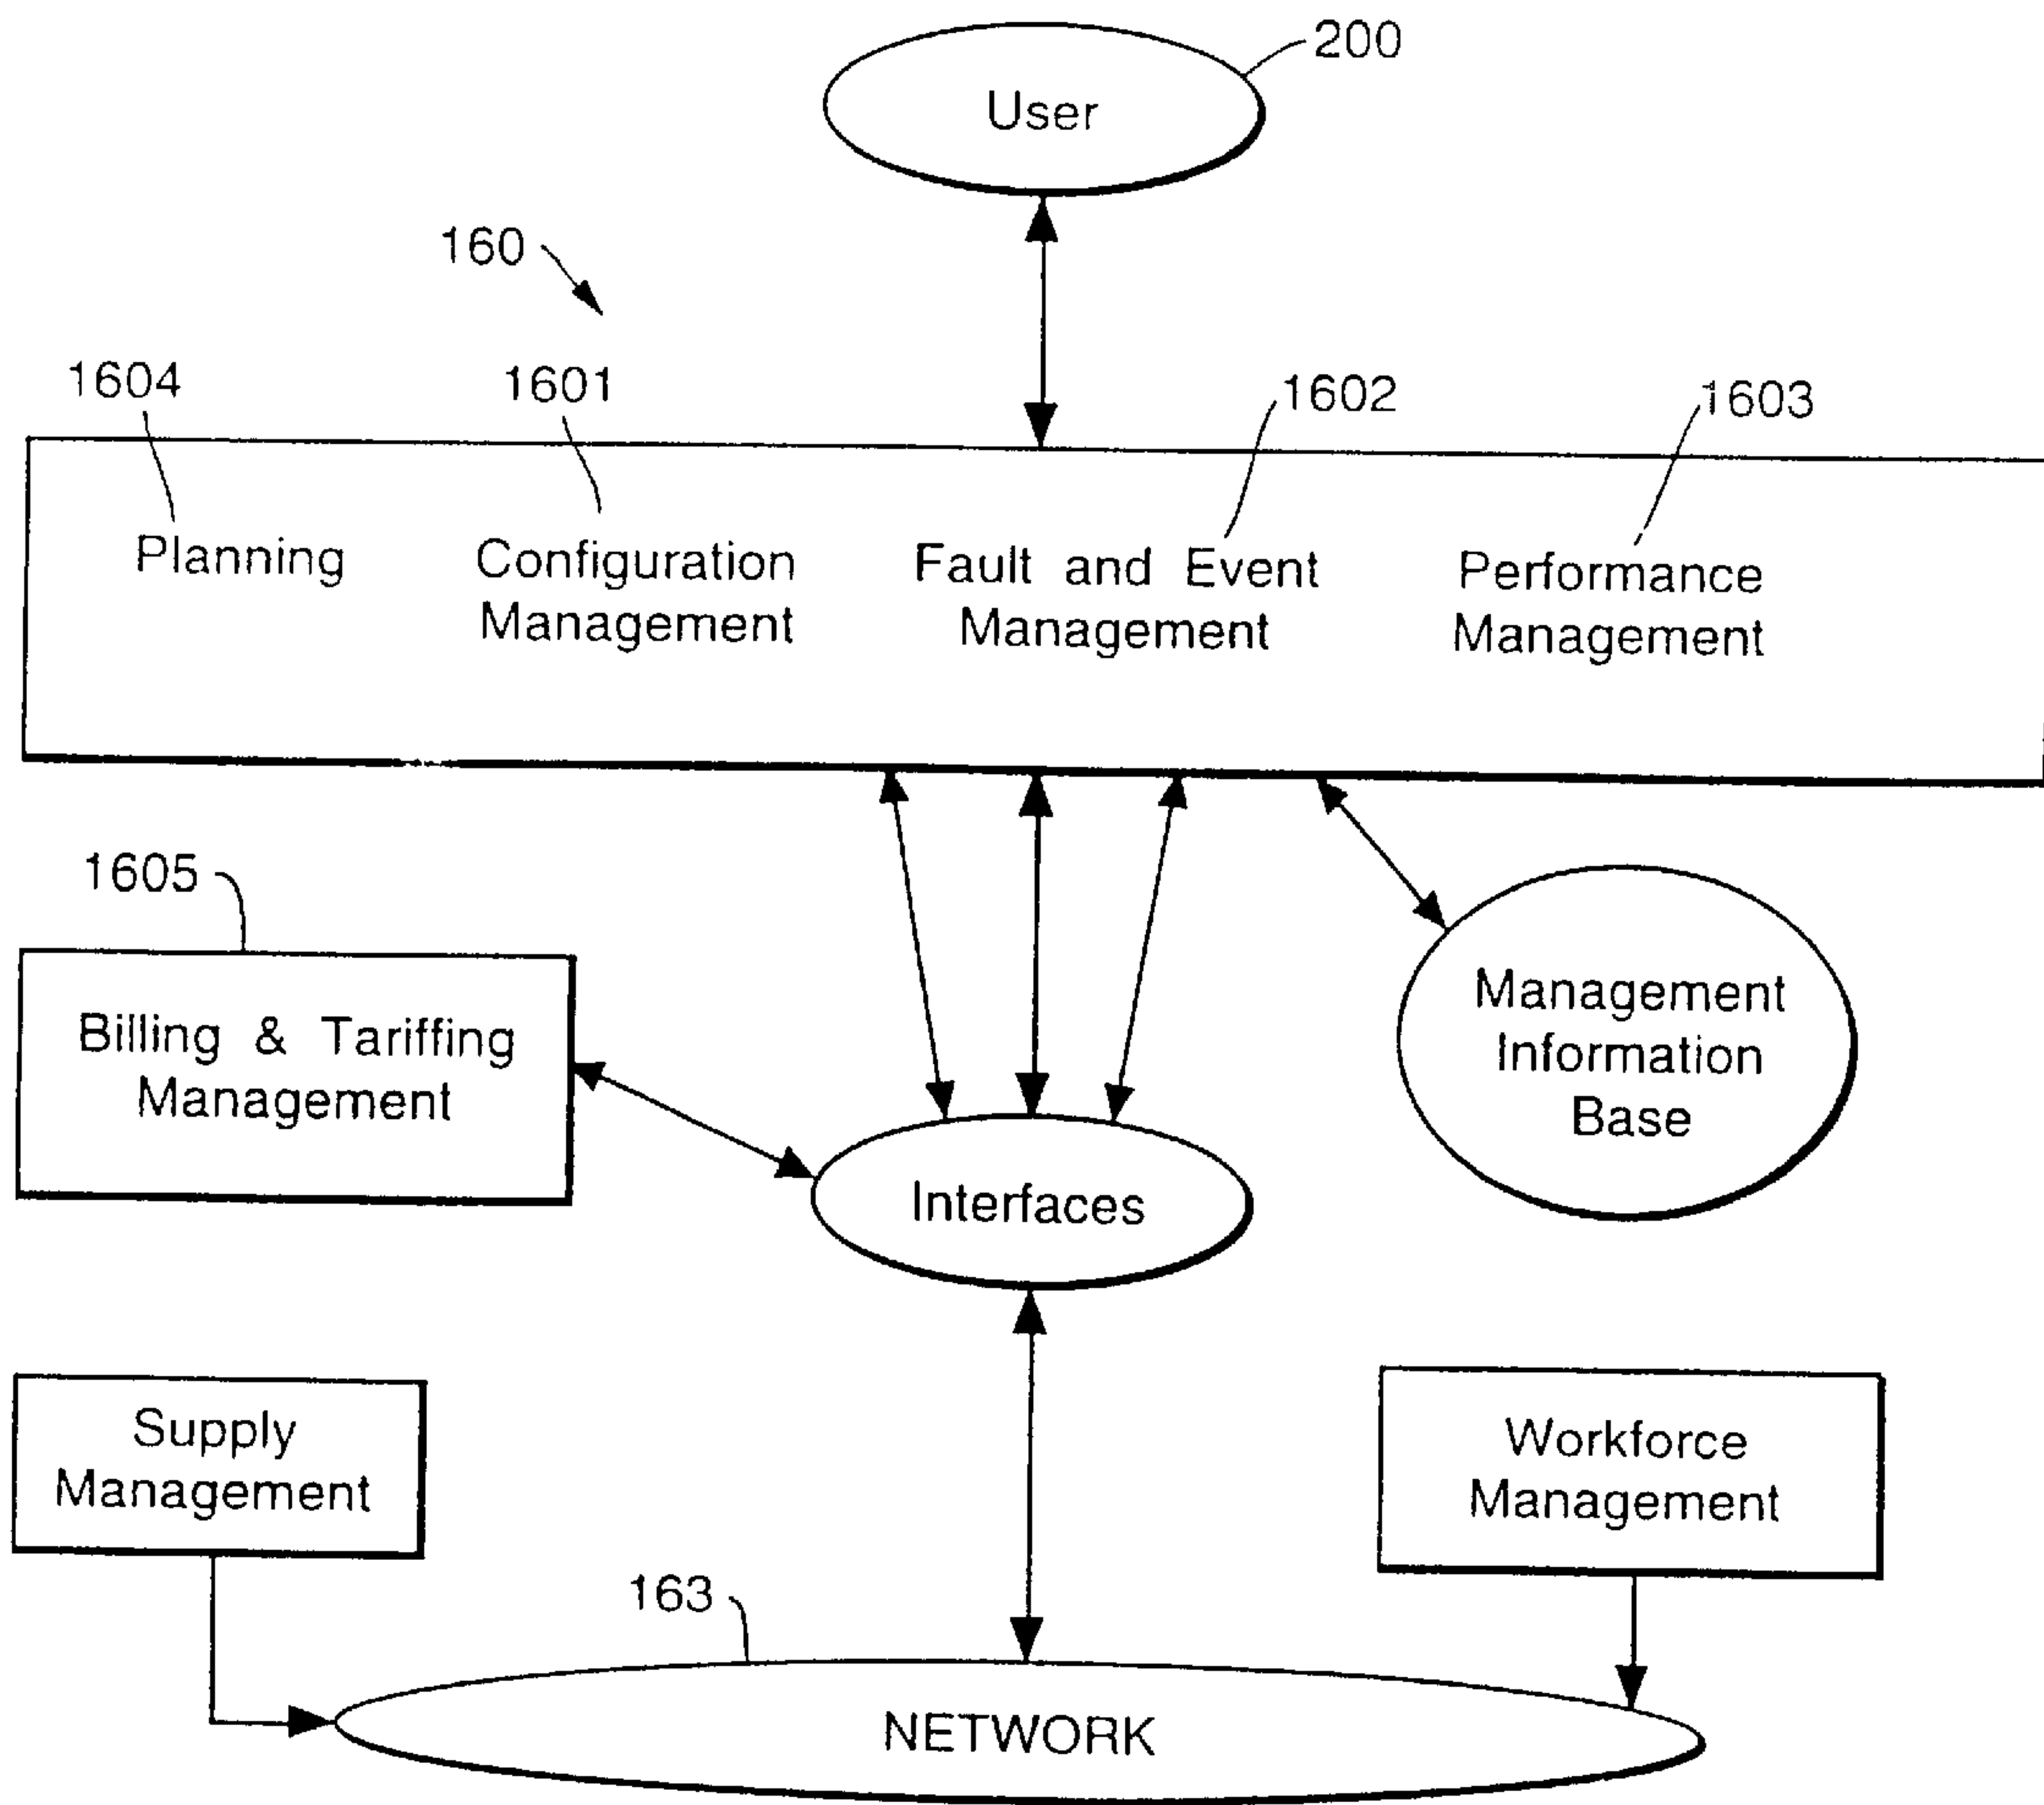 200
User
160
1604
1601
1602
1603
Planning
Configuration
Management
Fault and Event
Management
Performance
Management
1605
Billing & Tariffing
Management
Management
Information
Base
Interfaces
Supply
Management
Workforce
Management
163
NETWORK